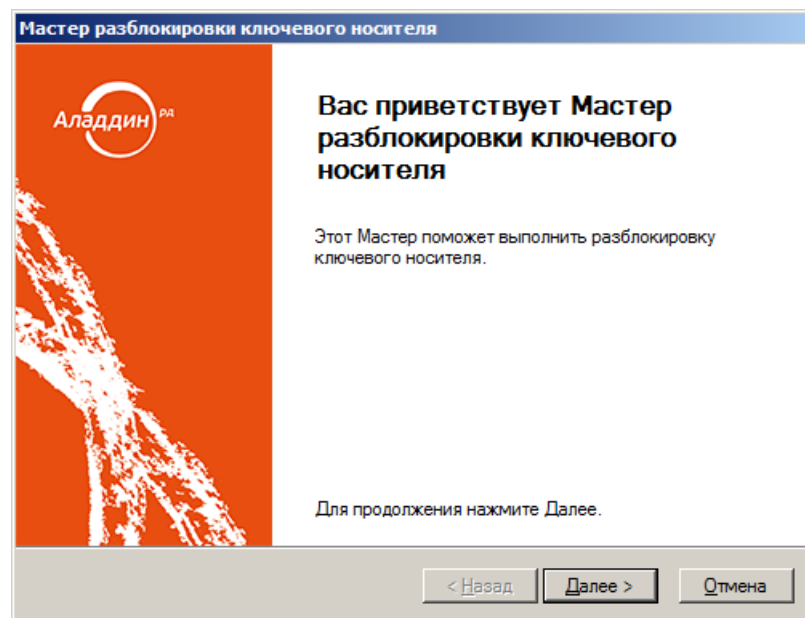 Мастер разблокировки ключевого носителя
Аладдин РД
Вас приветствует Мастер
разблокировки ключевого
носителя
Этот Мастер поможет выполнить разблокировку
ключевого носителя.
Для продолжения нажмите Далее.
< Назад
Далее >
Отмена